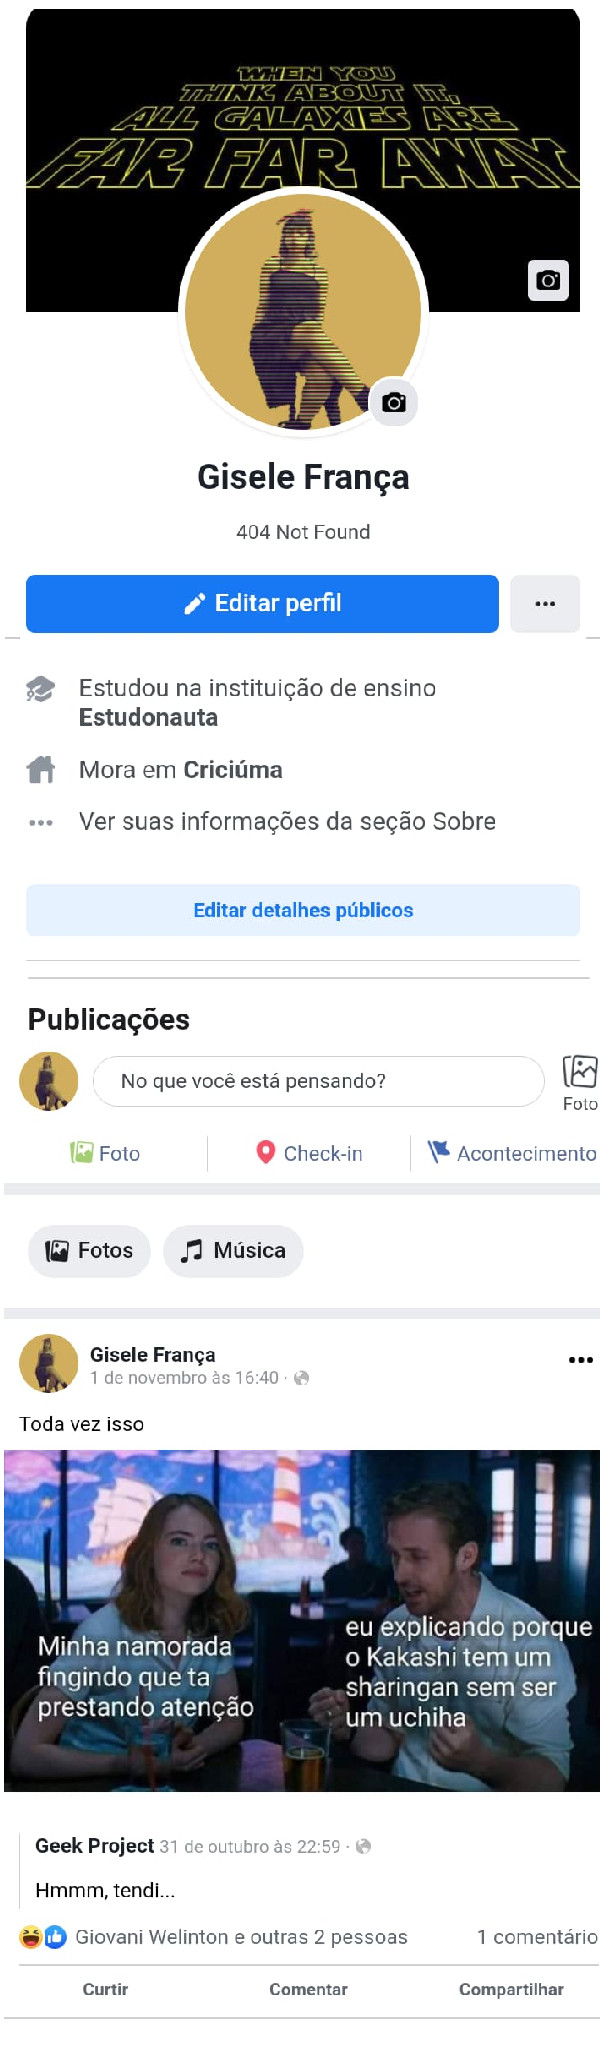 WHEN YOU
THINK ABOUT IT,
ALL GALAXIES ARE
FAR FAR AWAY
Gisele França
404 Not Found
Editar perfil
Estudou na instituição de ensino
Estudonauta
Mora em Criciúma
Ver suas informações da seção Sobre
Editar detalhes públicos
Publicações
No que você está pensando?
Foto
Foto
Check-in
Acontecimento
Fotos
Música
Gisele França
1 de novembro às 16:40 ·
Toda vez isso
Minha namorada
fingindo que ta
prestando atenção
eu explicando porque
o Kakashi tem um
sharingan sem ser
um uchiha
Geek Project 31 de outubro às 22:59 ·
Hmmm, tendi...
Giovani Welinton e outras 2 pessoas
1 comentário
Curtir
Comentar
Compartilhar